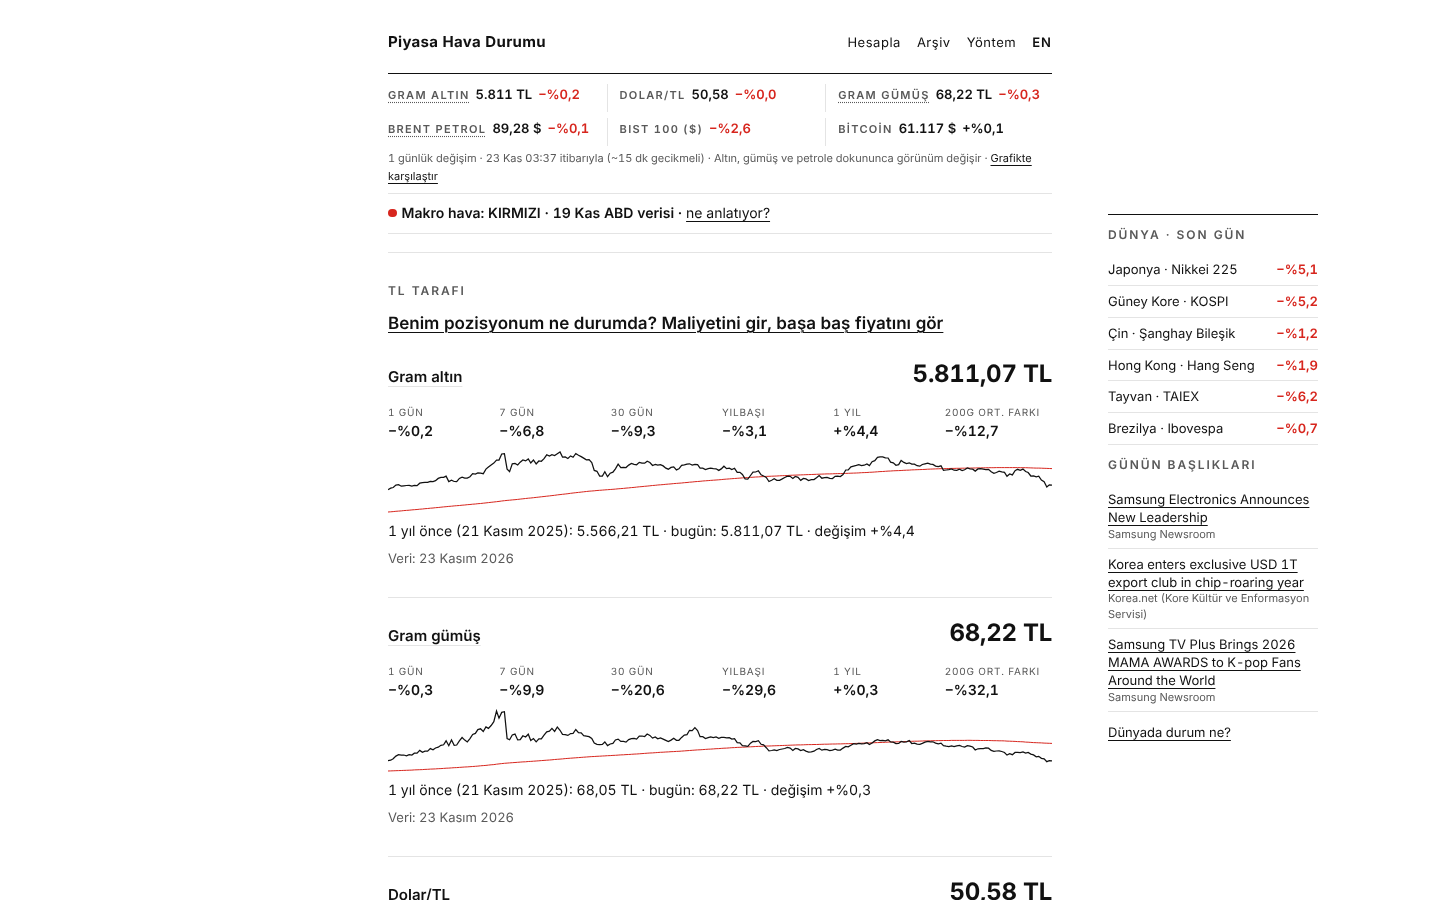 Piyasa Hava Durumu
Hesapla Arşiv Yöntem EN
GRAM ALTIN 5.811 TL −%0,2
DOLAR/TL 50,58 −%0,0
GRAM GÜMÜŞ 68,22 TL −%0,3
BRENT PETROL 89,28 $ −%0,1
BIST 100 ($) −%2,6
BİTCOİN 61.117 $ +%0,1
1 günlük değişim · 23 Kas 03:37 itibarıyla (~15 dk gecikmeli) · Altın, gümüş ve petrole dokununca görünüm değişir · Grafikte
karşılaştır
Makro hava: KIRMIZI · 19 Kas ABD verisi · ne anlatıyor?
TL TARAFI
Benim pozisyonum ne durumda? Maliyetini gir, başa baş fiyatını gör
Gram altın 5.811,07 TL
1 GÜN 7 GÜN 30 GÜN YILBAŞI 1 YIL 200G ORT. FARKI
−%0,2 −%6,8 −%9,3 −%3,1 +%4,4 −%12,7
1 yıl önce (21 Kasım 2025): 5.566,21 TL · bugün: 5.811,07 TL · değişim +%4,4
Veri: 23 Kasım 2026
Gram gümüş 68,22 TL
1 GÜN 7 GÜN 30 GÜN YILBAŞI 1 YIL 200G ORT. FARKI
−%0,3 −%9,9 −%20,6 −%29,6 +%0,3 −%32,1
1 yıl önce (21 Kasım 2025): 68,05 TL · bugün: 68,22 TL · değişim +%0,3
Veri: 23 Kasım 2026
Dolar/TL 50,58 TL
DÜNYA · SON GÜN
Japonya · Nikkei 225 −%5,1
Güney Kore · KOSPI −%5,2
Çin · Şanghay Bileşik −%1,2
Hong Kong · Hang Seng −%1,9
Tayvan · TAIEX −%6,2
Brezilya · Ibovespa −%0,7
GÜNÜN BAŞLIKLARI
Samsung Electronics Announces
New Leadership
Samsung Newsroom
Korea enters exclusive USD 1T
export club in chip-roaring year
Korea.net (Kore Kültür ve Enformasyon
Servisi)
Samsung TV Plus Brings 2026
MAMA AWARDS to K-pop Fans
Around the World
Samsung Newsroom
Dünyada durum ne?